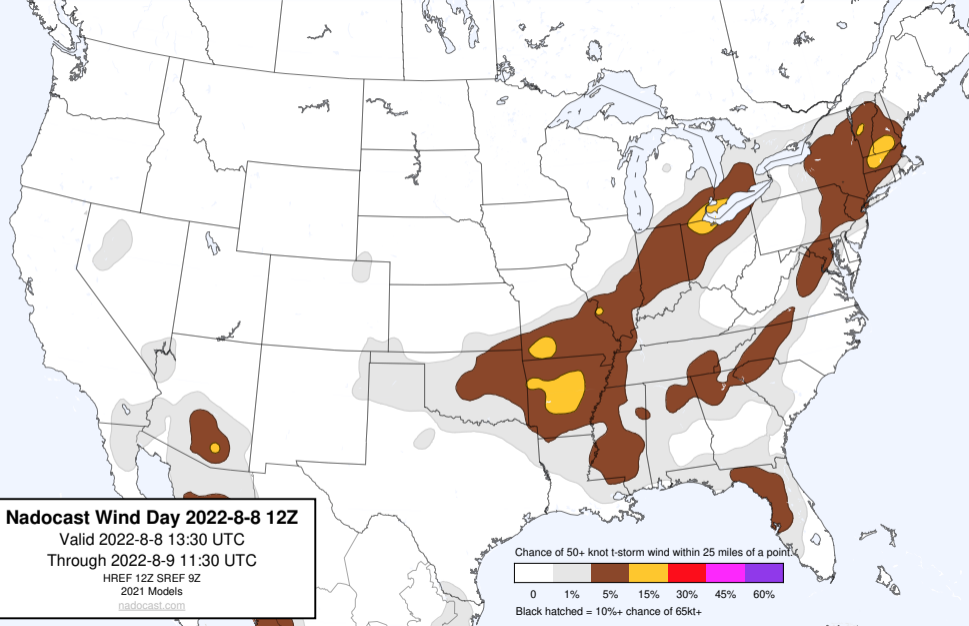 Nadocast Wind Day 2022-8-8 12Z
Valid 2022-8-8 13:30 UTC
Through 2022-8-9 11:30 UTC
HREF 12Z SREF 9Z
2021 Models
nadocast.com
Chance of 50+ knot t-storm wind within 25 miles of a point.
0 1% 5% 15% 30% 45% 60%
Black hatched = 10%+ chance of 65kt+